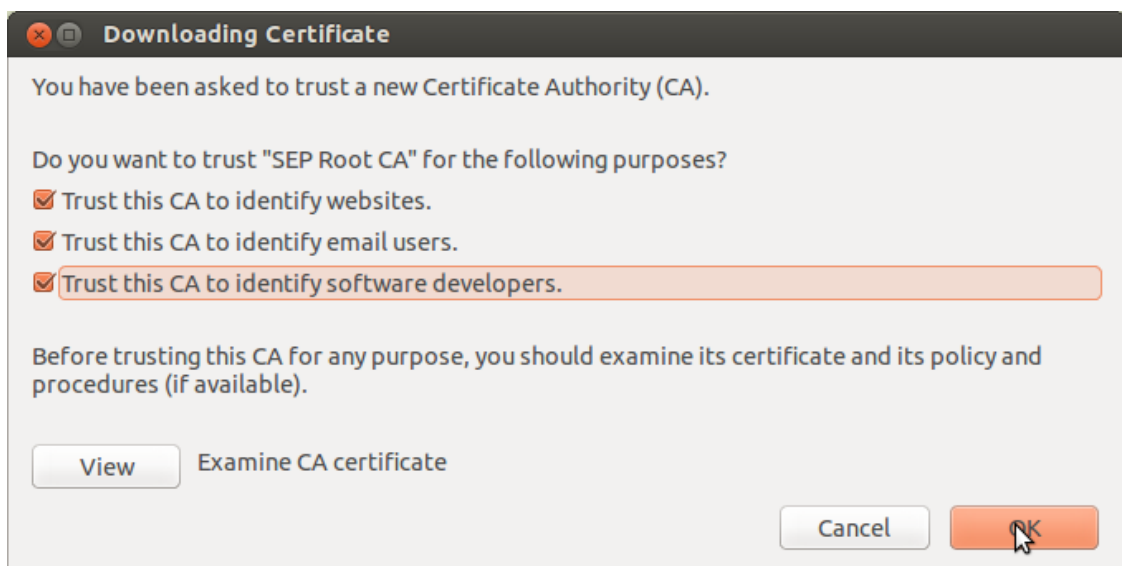 Downloading Certificate
You have been asked to trust a new Certificate Authority (CA).
Do you want to trust "SEP Root CA" for the following purposes?
Trust this CA to identify websites.
Trust this CA to identify email users.
Trust this CA to identify software developers.
Before trusting this CA for any purpose, you should examine its certificate and its policy and
procedures (if available).
View Examine CA certificate
Cancel OK